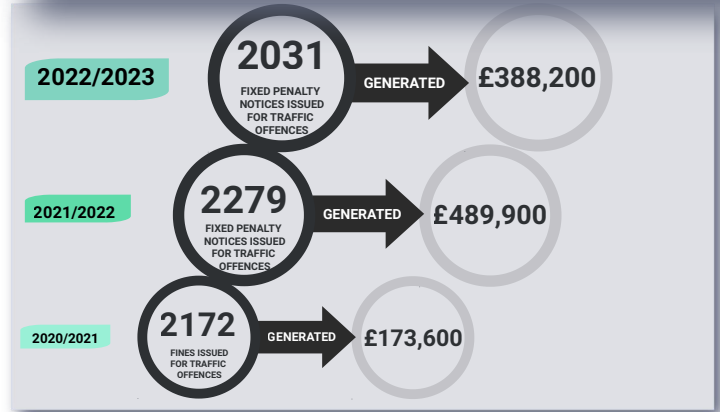 2022/2023
2031
FIXED PENALTY
NOTICES ISSUED
FOR TRAFFIC
OFFENCES
GENERATED
£388,200
2021/2022
2279
FIXED PENALTY
NOTICES ISSUED
FOR TRAFFIC
OFFENCES
GENERATED
£489,900
2020/2021
2172
FINES ISSUED
FOR TRAFFIC
OFFENCES
GENERATED
£173,600